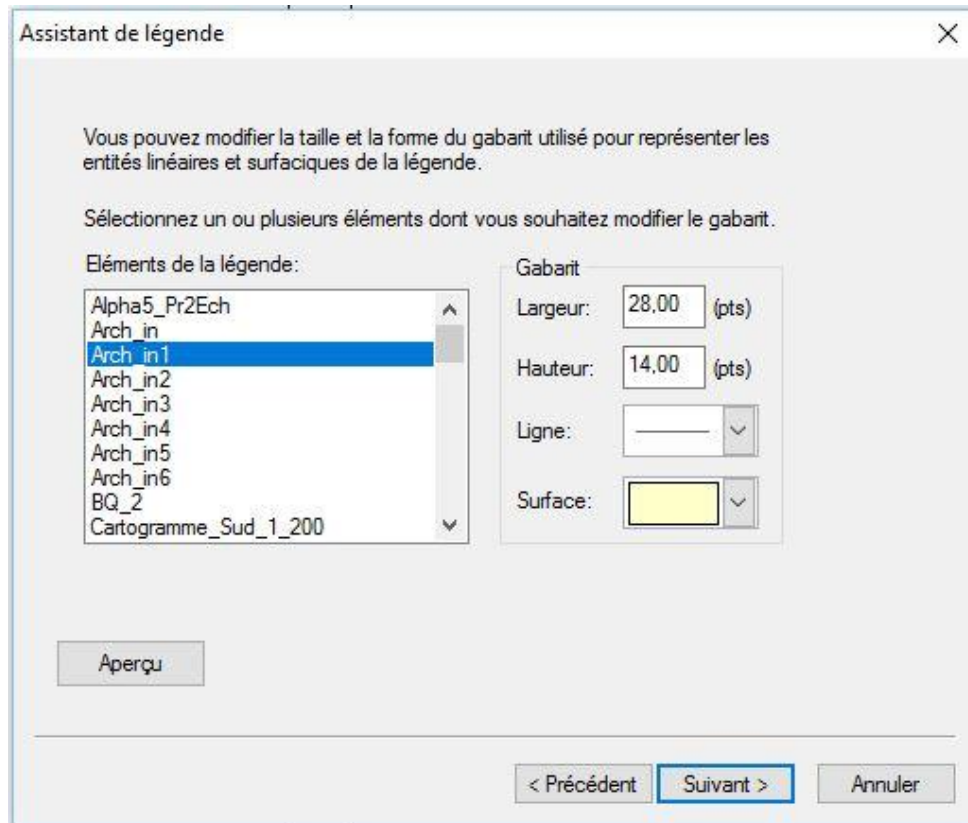 Assistant de légende
Vous pouvez modifier la taille et la forme du gabarit utilisé pour représenter les
entités linéaires et surfaciques de la légende.
Sélectionnez un ou plusieurs éléments dont vous souhaitez modifier le gabarit.
Eléments de la légende:
Alpha5_Pr2Ech
Arch_in
Arch_in1
Arch_in2
Arch_in3
Arch_in4
Arch_in5
Arch_in6
BQ_2
Cartogramme_Sud_1_200
Gabarit
Largeur: 28,00 (pts)
Hauteur: 14,00 (pts)
Ligne:
Surface:
Aperçu
< Précédent Suivant > Annuler